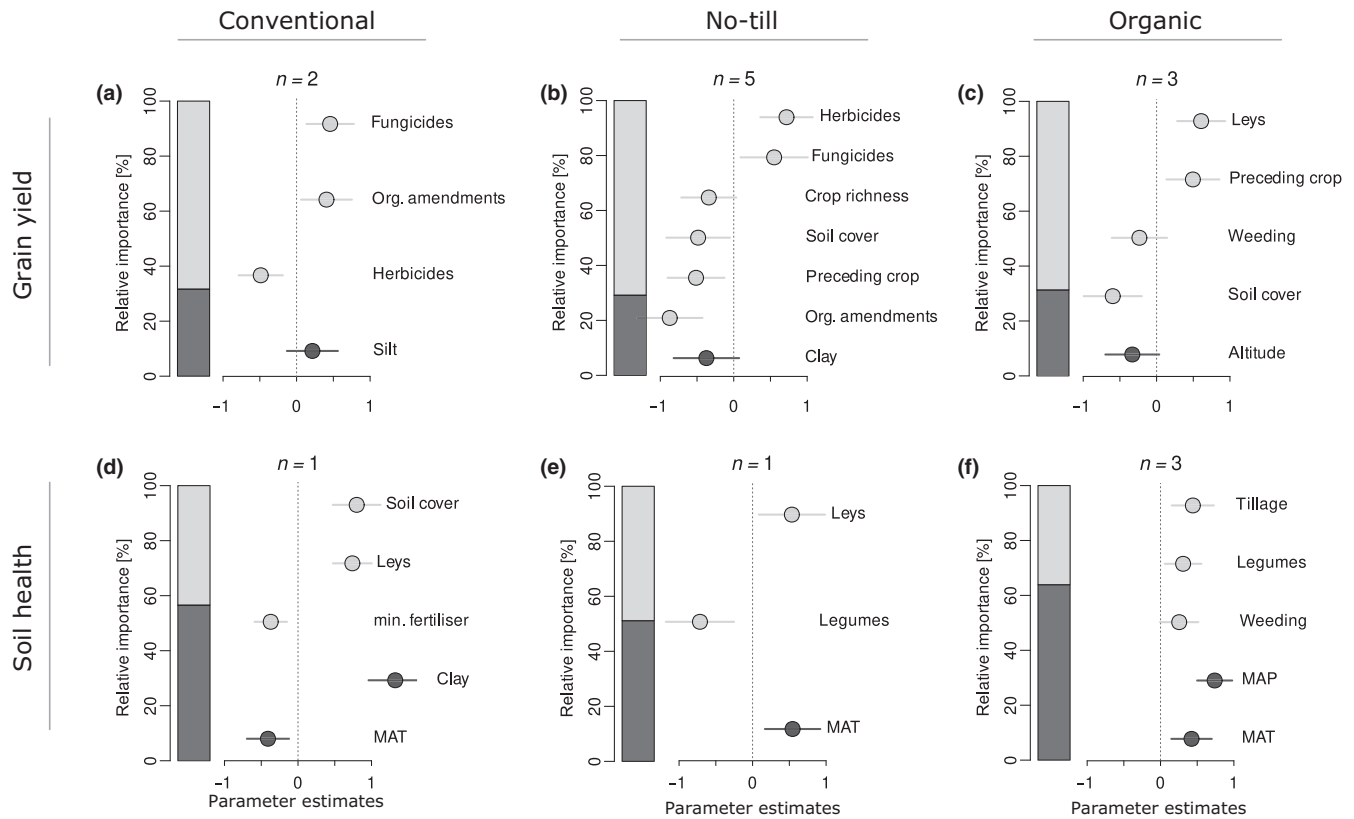 Conventional
No-till
Organic
Grain yield
(a)
n = 2
Relative importance [%]
100
80
60
40
20
0
Fungicides
Org. amendments
Herbicides
Silt
−1 0 1
(b)
n = 5
Relative importance [%]
100
80
60
40
20
0
Herbicides
Fungicides
Crop richness
Soil cover
Preceding crop
Org. amendments
Clay
−1 0 1
(c)
n = 3
Relative importance [%]
100
80
60
40
20
0
Leys
Preceding crop
Weeding
Soil cover
Altitude
−1 0 1
Soil health
(d)
n = 1
Relative importance [%]
100
80
60
40
20
0
Soil cover
Leys
min. fertiliser
Clay
MAT
−1 0 1
Parameter estimates
(e)
n = 1
Relative importance [%]
100
80
60
40
20
0
Leys
Legumes
MAT
−1 0 1
Parameter estimates
(f)
n = 3
Relative importance [%]
100
80
60
40
20
0
Tillage
Legumes
Weeding
MAP
MAT
−1 0 1
Parameter estimates